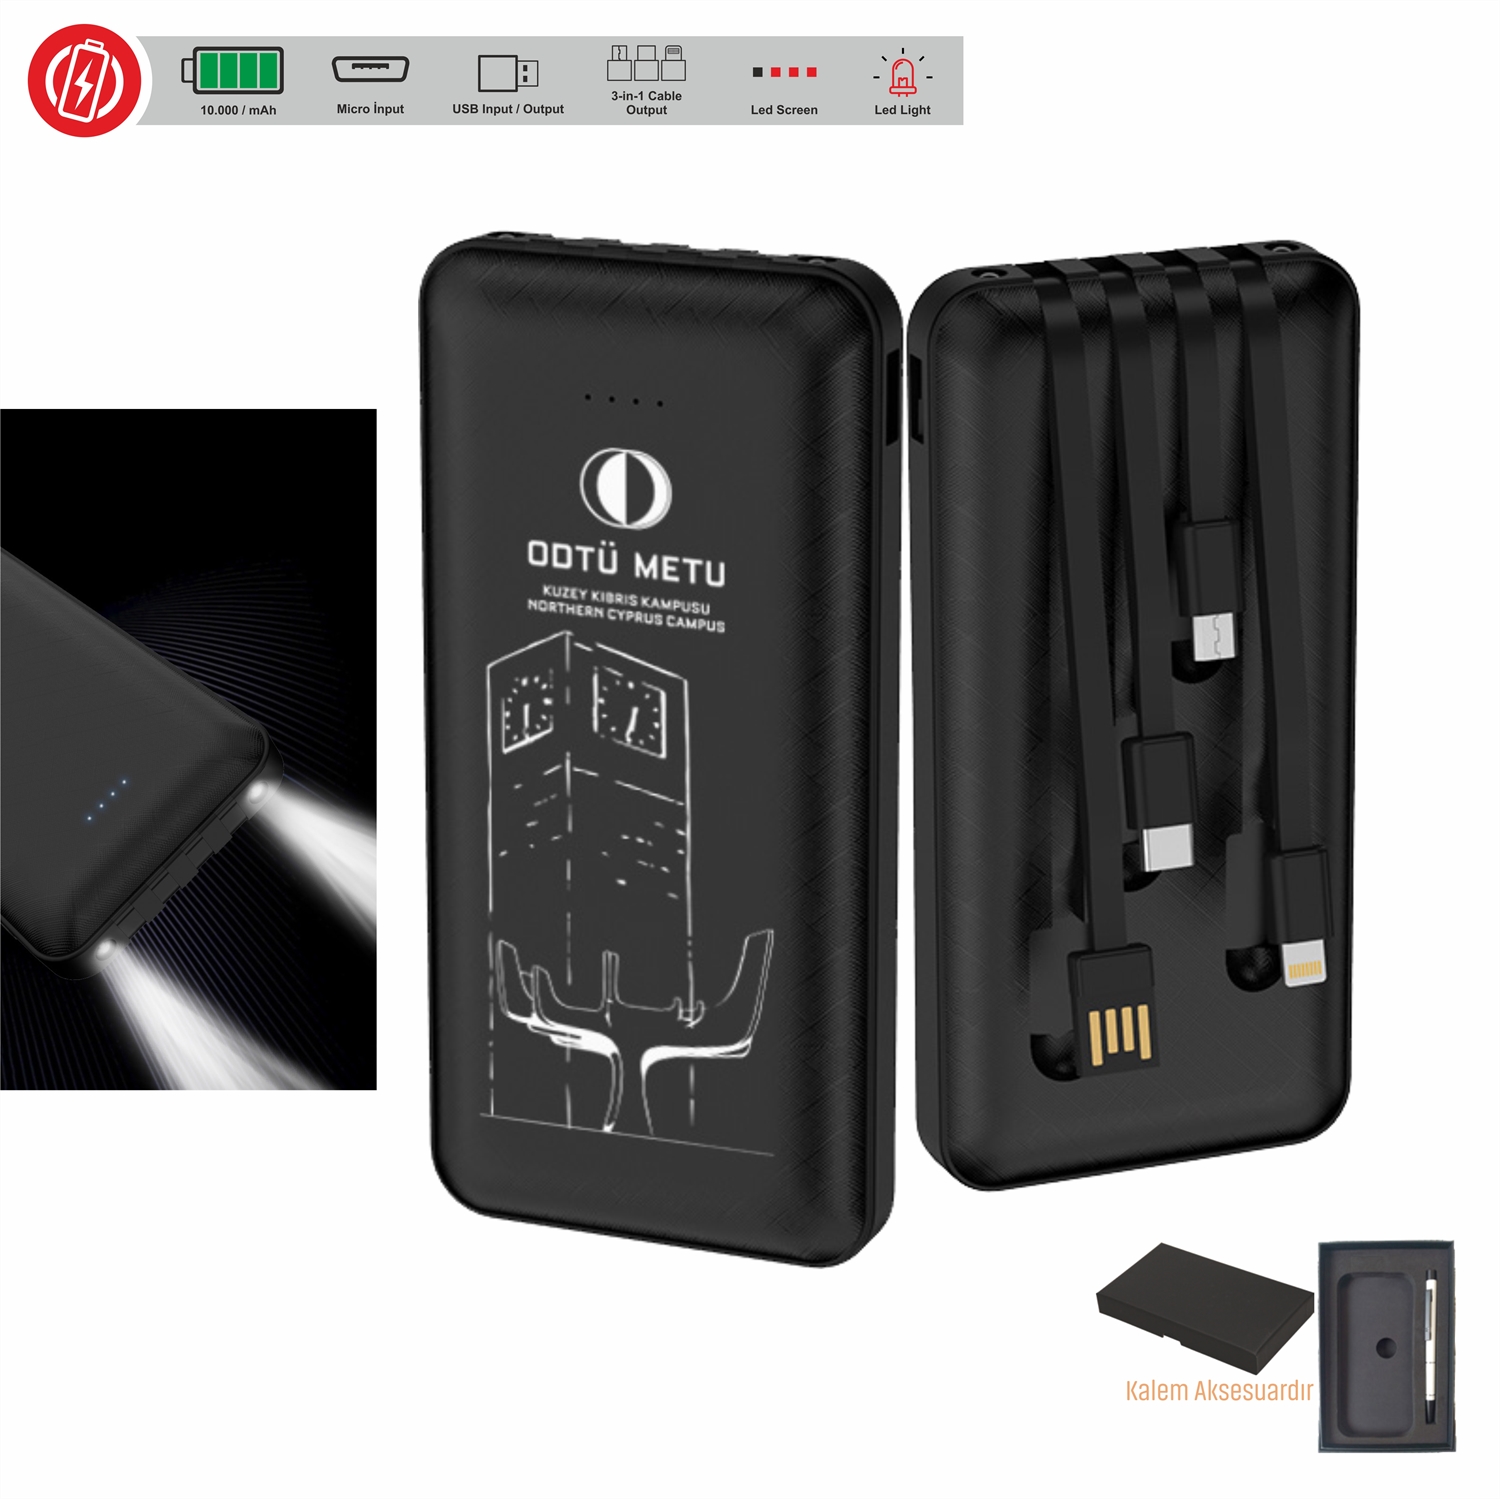 10.000 / mAh
Micro İnput
USB Input / Output
3-in-1 Cable
Output
Led Screen
Led Light
ODTÜ METU
KUZEY KIBRIS KAMPUSU
NORTHERN CYPRUS CAMPUS
Kalem Aksesuardır